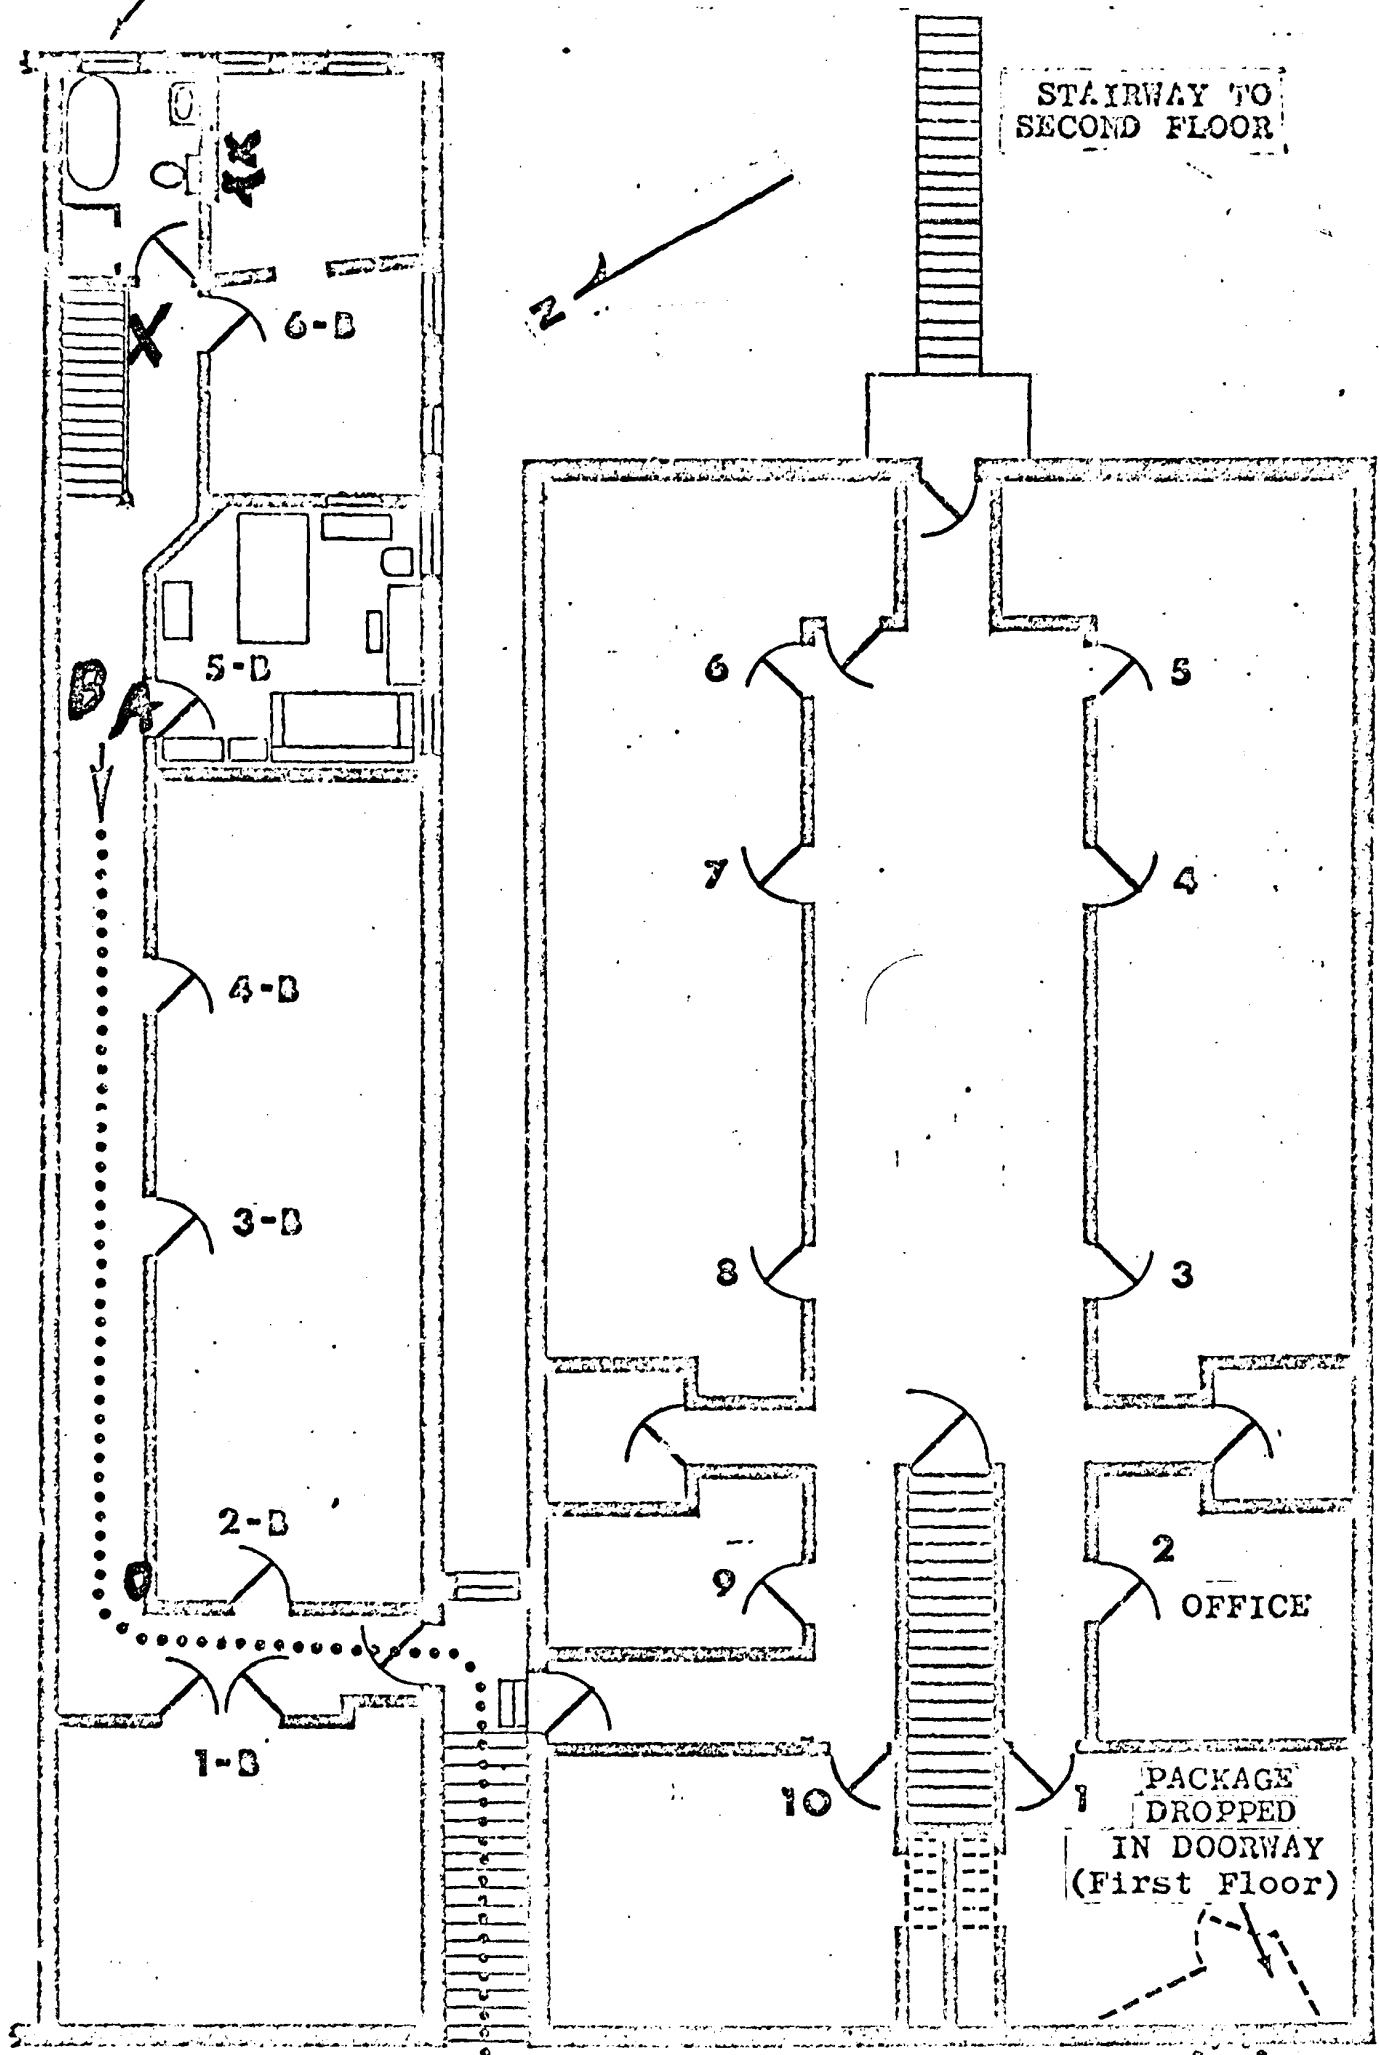 STAIRWAY TO
SECOND FLOOR
XX
N
X
6-B
5-B
B
A
6
5
7
4
4-B
3-B
8
3
2-B
2
9
OFFICE
1-B
10
1
PACKAGE
DROPPED
IN DOORWAY
(First Floor)